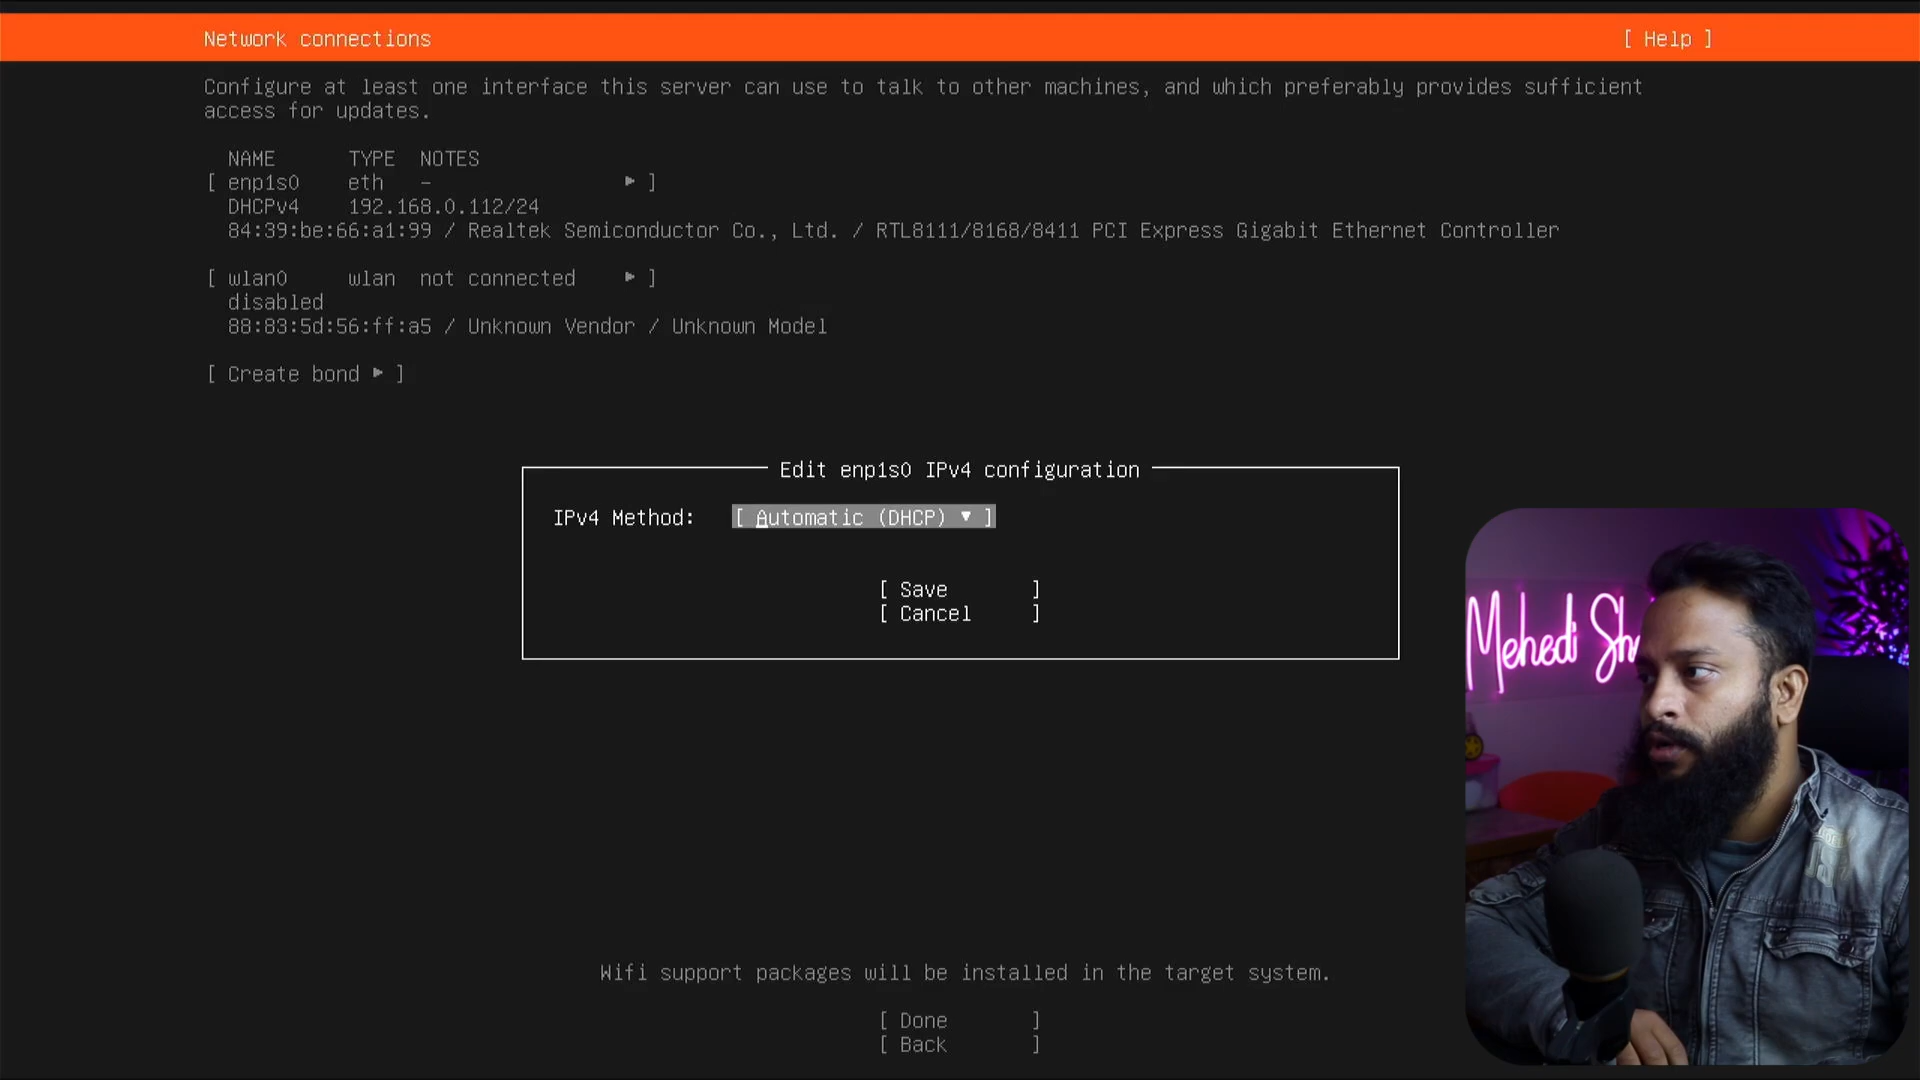 Network connections [ Help ]
Configure at least one interface this server can use to talk to other machines, and which preferably provides sufficient
access for updates.
NAME TYPE NOTES
[ enp1s0 eth - ▸ ]
DHCPv4 192.168.0.112/24
84:39:be:66:a1:99 / Realtek Semiconductor Co., Ltd. / RTL8111/8168/8411 PCI Express Gigabit Ethernet Controller
[ wlan0 wlan not connected ▸ ]
disabled
88:83:5d:56:ff:a5 / Unknown Vendor / Unknown Model
[ Create bond ▸ ]
Edit enp1s0 IPv4 configuration
IPv4 Method: [ Automatic (DHCP) ▾ ]
[ Save ]
[ Cancel ]
Mehedi Sh
Wifi support packages will be installed in the target system.
[ Done ]
[ Back ]